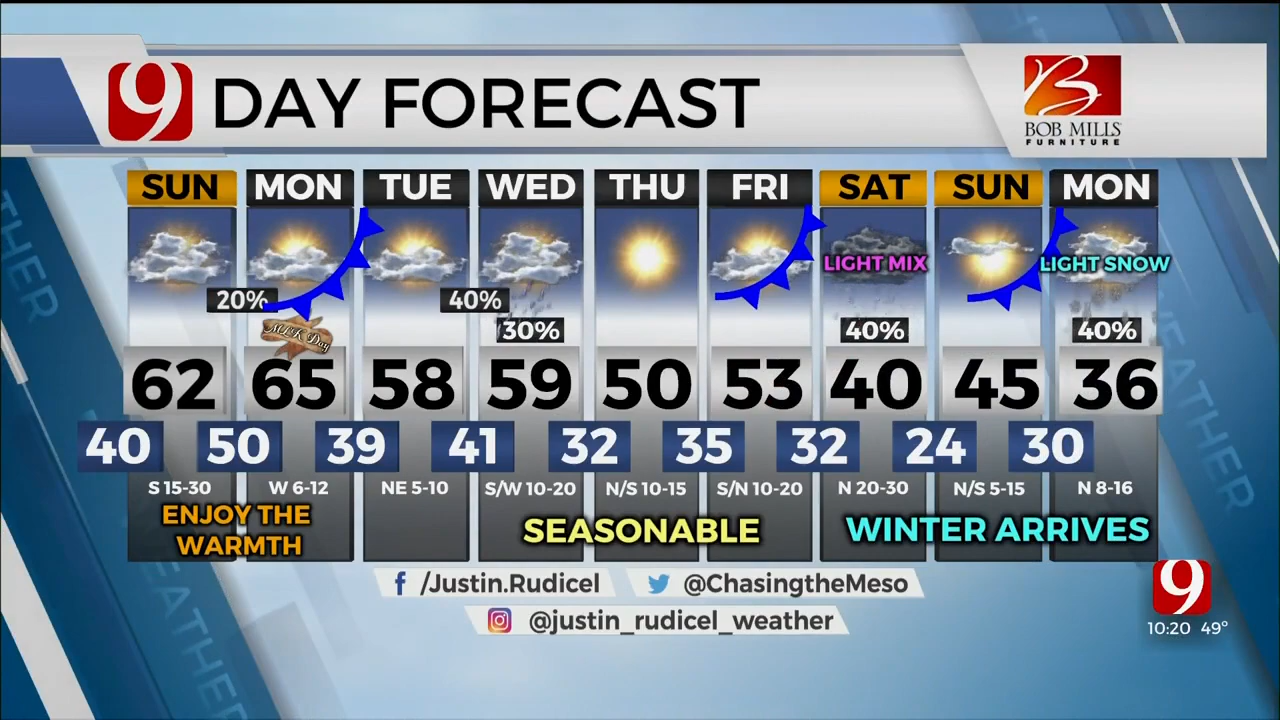 9 DAY FORECAST
B
BOB MILLS
FURNITURE
SUN MON TUE WED THU FRI SAT SUN MON
LIGHT MIX LIGHT SNOW
20% 40%
30% 40% 40%
MLK Day
62 65 58 59 50 53 40 45 36
40 50 39 41 32 35 32 24 30
S 15-30 W 6-12 NE 5-10 S/W 10-20 N/S 10-15 S/N 10-20 N 20-30 N/S 5-15 N 8-16
ENJOY THE
WARMTH
SEASONABLE
WINTER ARRIVES
/Justin.Rudicel @ChasingtheMeso
@justin_rudicel_weather
9
10:20 49°
THER
WEATHER
WEATHER